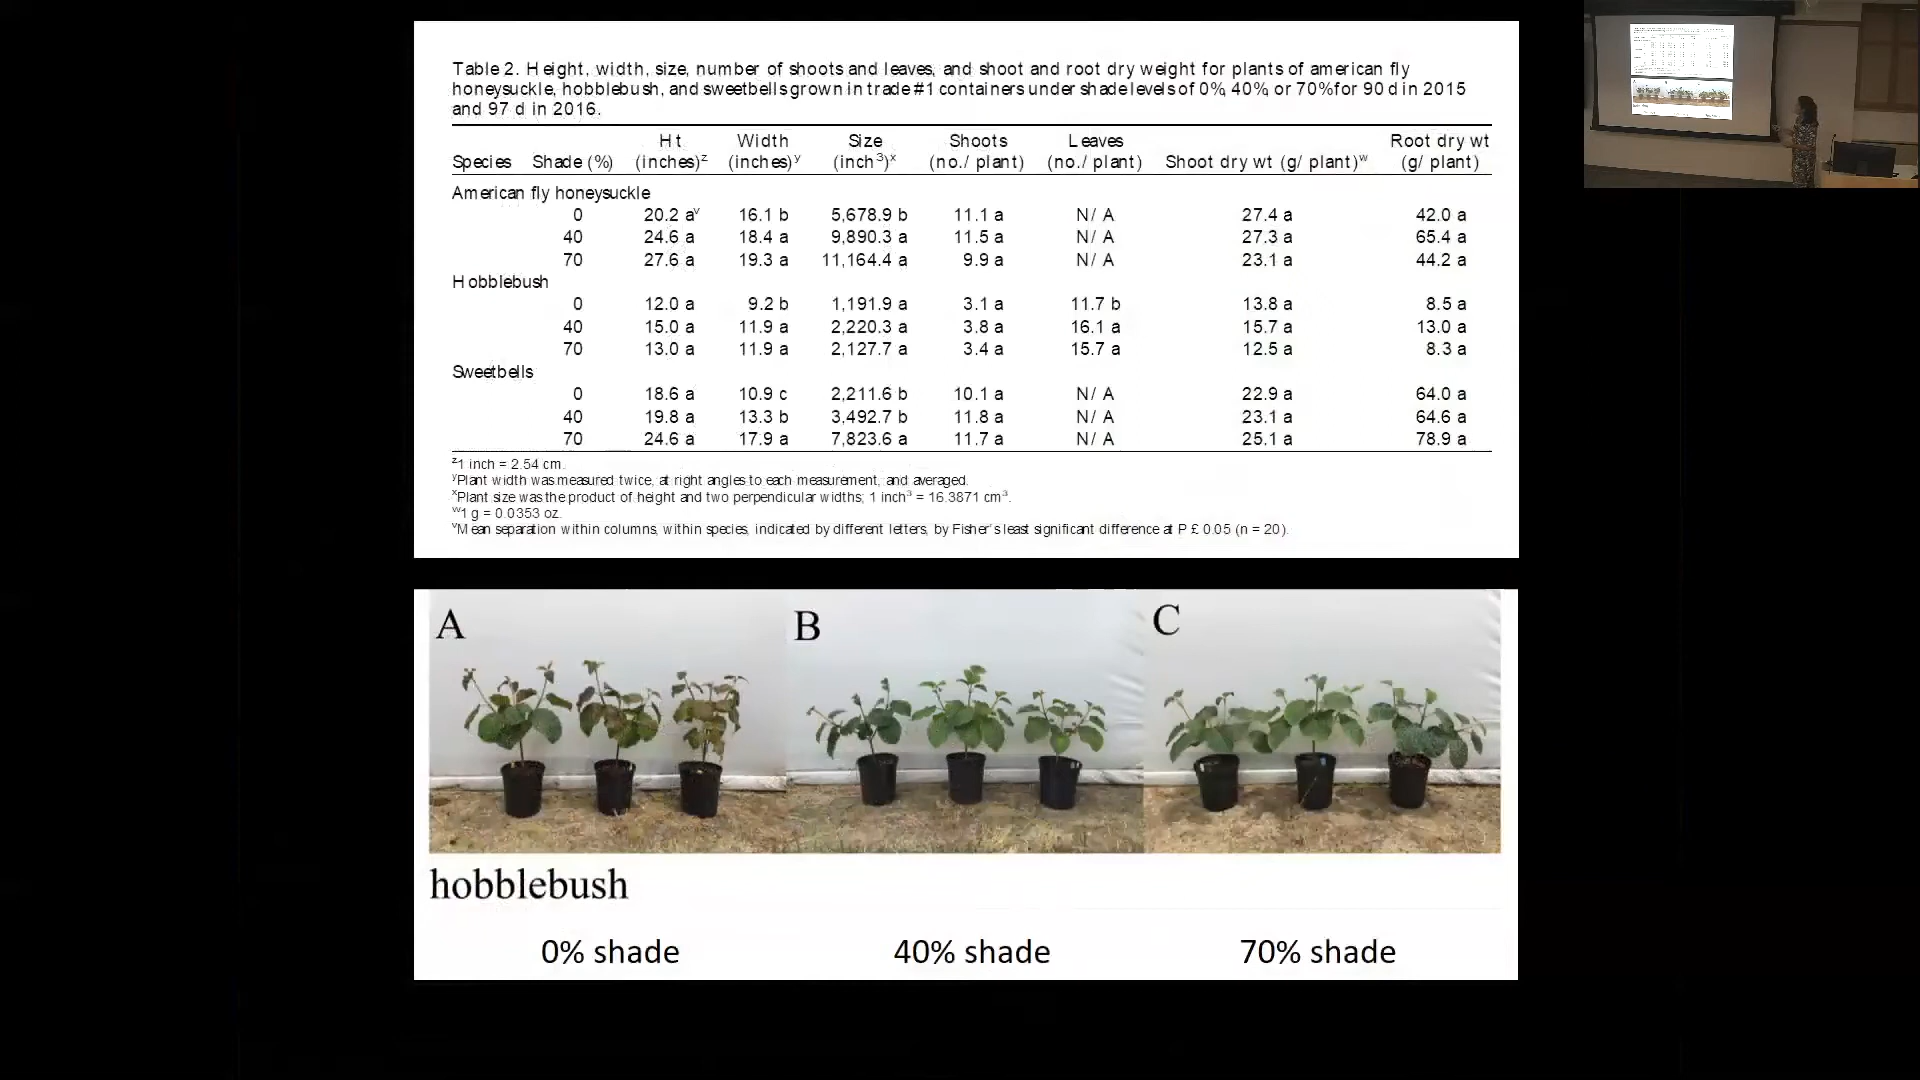 Table 2. Height, width, size, number of shoots and leaves, and shoot and root dry weight for plants of american fly
honeysuckle, hobblebush, and sweetbells grown in trade #1 containers under shade levels of 0%, 40%, or 70% for 90 d in 2015
and 97 d in 2016.
Ht Width Size Shoots Leaves Root dry wt
Species Shade (%) (inches)ᶻ (inches)ʸ (inch³)ˣ (no./ plant) (no./ plant) Shoot dry wt (g/ plant)ʷ (g/ plant)
American fly honeysuckle
0 20.2 aᵛ 16.1 b 5,678.9 b 11.1 a N/ A 27.4 a 42.0 a
40 24.6 a 18.4 a 9,890.3 a 11.5 a N/ A 27.3 a 65.4 a
70 27.6 a 19.3 a 11,164.4 a 9.9 a N/ A 23.1 a 44.2 a
Hobblebush
0 12.0 a 9.2 b 1,191.9 a 3.1 a 11.7 b 13.8 a 8.5 a
40 15.0 a 11.9 a 2,220.3 a 3.8 a 16.1 a 15.7 a 13.0 a
70 13.0 a 11.9 a 2,127.7 a 3.4 a 15.7 a 12.5 a 8.3 a
Sweetbells
0 18.6 a 10.9 c 2,211.6 b 10.1 a N/ A 22.9 a 64.0 a
40 19.8 a 13.3 b 3,492.7 b 11.8 a N/ A 23.1 a 64.6 a
70 24.6 a 17.9 a 7,823.6 a 11.7 a N/ A 25.1 a 78.9 a
ᶻ1 inch = 2.54 cm.
ʸPlant width was measured twice, at right angles to each measurement, and averaged.
ˣPlant size was the product of height and two perpendicular widths; 1 inch³ = 16.3871 cm³.
ʷ1 g = 0.0353 oz.
ᵛMean separation within columns, within species, indicated by different letters, by Fisher's least significant difference at P £ 0.05 (n = 20).
A B C
hobblebush
0% shade 40% shade 70% shade